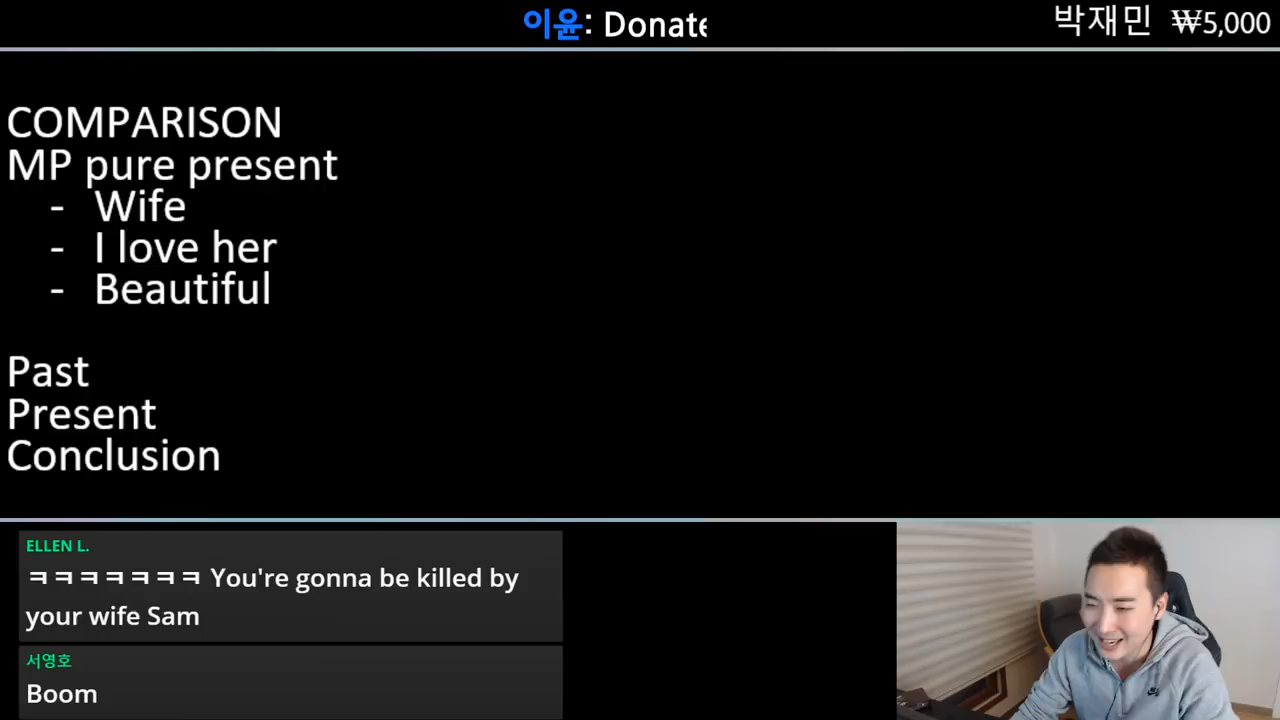 이윤: Donate
박재민 ₩5,000
COMPARISON
MP pure present
- Wife
- I love her
- Beautiful
Past
Present
Conclusion
ELLEN L.
ㅋㅋㅋㅋㅋㅋㅋ You're gonna be killed by
your wife Sam
서영호
Boom